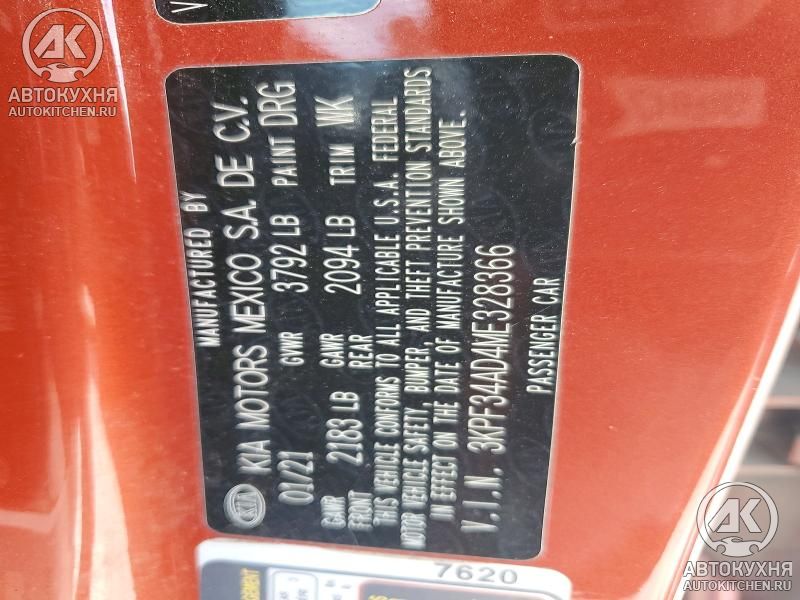 АВТОКУХНЯ
AUTOKITCHEN.RU
V
MANUFACTURED BY
KIA KIA MOTORS MEXICO S.A. DE C.V.
01/21 GVWR 3792 LB PAINT DRG
GAWR FRONT 2183 LB GAWR REAR 2094 LB TRIM WK
THIS VEHICLE CONFORMS TO ALL APPLICABLE U.S.A. FEDERAL
MOTOR VEHICLE SAFETY, BUMPER, AND THEFT PREVENTION STANDARDS
IN EFFECT ON THE DATE OF MANUFACTURE SHOWN ABOVE.
V.I.N. 3KPF34AD4ME328366
PASSENGER CAR
7620
АВТОКУХНЯ
AUTOKITCHEN.RU